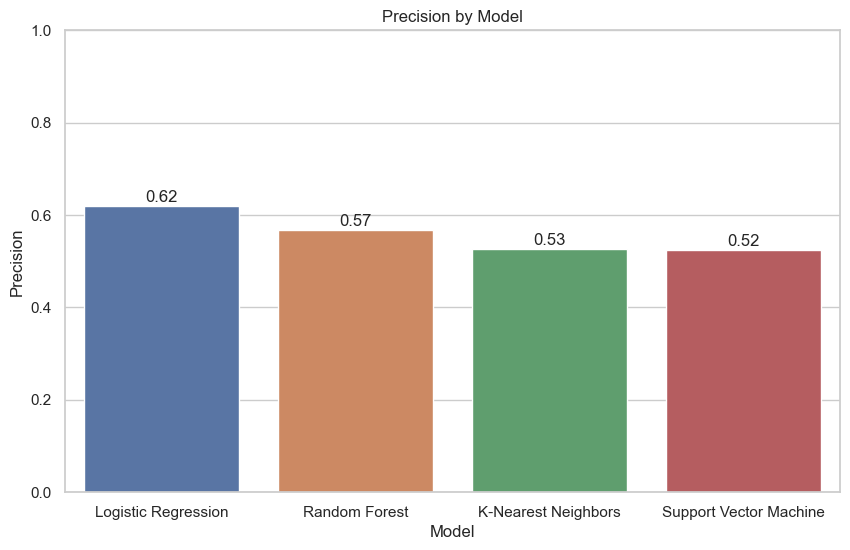 Precision by Model
1.0
0.8
0.6
0.4
0.2
0.0
Precision
0.62
0.57
0.53
0.52
Logistic Regression
Random Forest
K-Nearest Neighbors
Support Vector Machine
Model